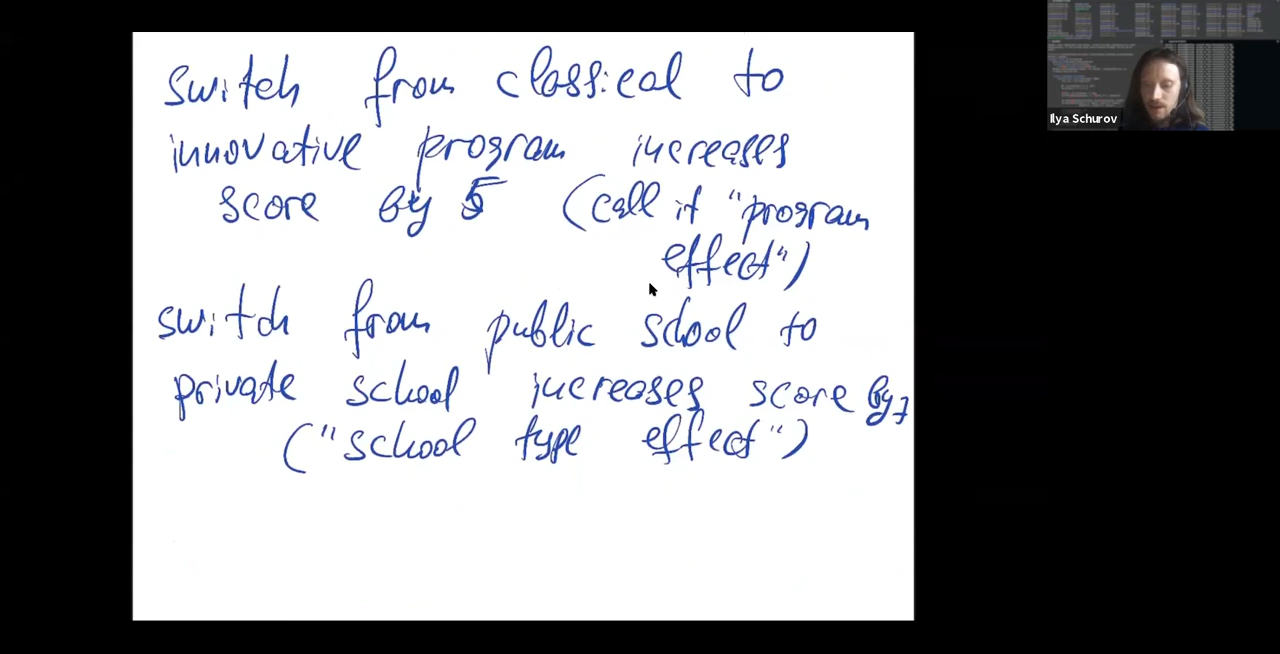 switch from classical to
innovative program increases
score by 5 (call it "program
effect")
switch from public school to
private school increases score by 7
("school type effect")
Ilya Schurov